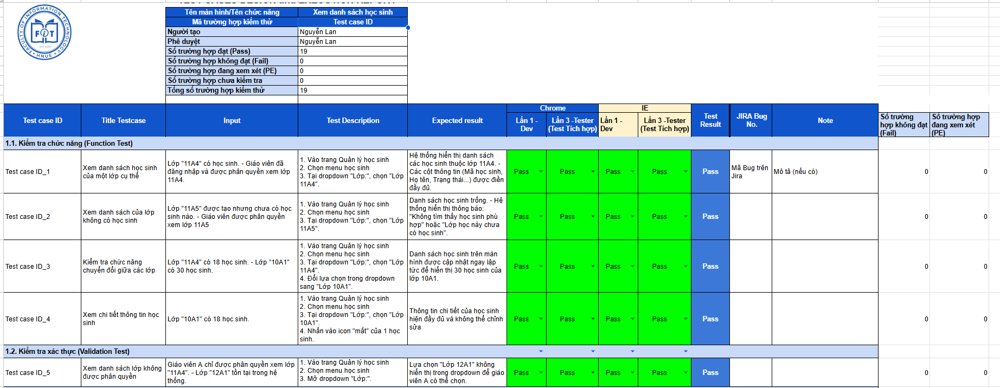 FACULTY OF INFORMATION TECHNOLOGY
FiT
HNUE
Tên màn hình/Tên chức năng
Xem danh sách học sinh
Mã trường hợp kiểm thử
Test case ID
Người tạo
Nguyễn Lan
Phê duyệt
Nguyễn Lan
Số trường hợp đạt (Pass)
19
Số trường hợp không đạt (Fail)
0
Số trường hợp đang xem xét (PE)
0
Số trường hợp chưa kiểm tra
0
Tổng số trường hợp kiểm thử
19
Test case ID
Title Testcase
Input
Test Description
Expected result
Chrome
Lần 1 -
Dev
Lần 3 -Tester
(Test Tích hợp)
IE
Lần 1 -
Dev
Lần 3 -Tester
(Test Tích hợp)
Test
Result
JIRA Bug
No.
Note
Số trường
hợp không đạt
(Fail)
Số trường hợp
đang xem xét
(PE)
1.1. Kiểm tra chức năng (Function Test)
Test case ID_1
Xem danh sách học sinh
của một lớp cụ thể
Lớp "11A4" có học sinh. - Giáo viên đã
đăng nhập và được phân quyền xem lớp
11A4.
1. Vào trang Quản lý học sinh
2. Chọn menu học sinh
3. Tại dropdown "Lớp:", chọn "Lớp
11A4".
Hệ thống hiển thị danh sách
các học sinh thuộc lớp 11A4. -
Các cột thông tin (Mã học sinh,
Họ tên, Trạng thái...) được điền
đầy đủ.
Pass
Pass
Pass
Pass
Pass
Mã Bug trên
Jira
Mô tả (nếu có)
0
0
Test case ID_2
Xem danh sách của lớp
không có học sinh
Lớp "11A5" được tạo nhưng chưa có học
sinh nào. - Giáo viên được phân quyền
xem lớp 11A5
1. Vào trang Quản lý học sinh
2. Chọn menu học sinh
3. Tại dropdown "Lớp:", chọn "Lớp
11A5".
Danh sách học sinh trống. - Hệ
thống hiển thị thông báo:
"Không tìm thấy học sinh phù
hợp" hoặc "Lớp học này chưa
có học sinh".
Pass
Pass
Pass
Pass
Pass
0
0
Test case ID_3
Kiểm tra chức năng
chuyển đổi giữa các lớp
Lớp "11A4" có 18 học sinh. - Lớp "10A1"
có 30 học sinh.
1. Vào trang Quản lý học sinh
2. Chọn menu học sinh
3. Tại dropdown "Lớp:", chọn "Lớp
11A4".
4. Đổi lựa chọn trong dropdown
sang "Lớp 10A1".
Danh sách học sinh trên màn
hình được cập nhật ngay lập
tức để hiển thị 30 học sinh của
lớp 10A1.
Pass
Pass
Pass
Pass
Pass
0
0
Test case ID_4
Xem chi tiết thông tin học
sinh
Lớp "10A1" có 18 học sinh.
1. Vào trang Quản lý học sinh
2. Chọn menu học sinh
3. Tại dropdown "Lớp:", chọn "Lớp
10A1".
4. Nhấn vào icon "mắt" của 1 học
sinh.
Thông tin chi tiết của học sinh
hiện đầy đủ và không thể chỉnh
sửa
Pass
Pass
Pass
Pass
Pass
0
0
1.2. Kiểm tra xác thực (Validation Test)
Test case ID_5
Xem danh sách lớp không
được phân quyền
Giáo viên A chỉ được phân quyền xem lớp
"11A4". - Lớp "12A1" tồn tại trong hệ
thống.
1. Vào trang Quản lý học sinh
2. Chọn menu học sinh
3. Mở dropdown "Lớp:".
Lựa chọn "Lớp 12A1" không
hiển thị trong dropdown để giáo
viên A có thể chọn.
Pass
Pass
Pass
Pass
Pass
0
0